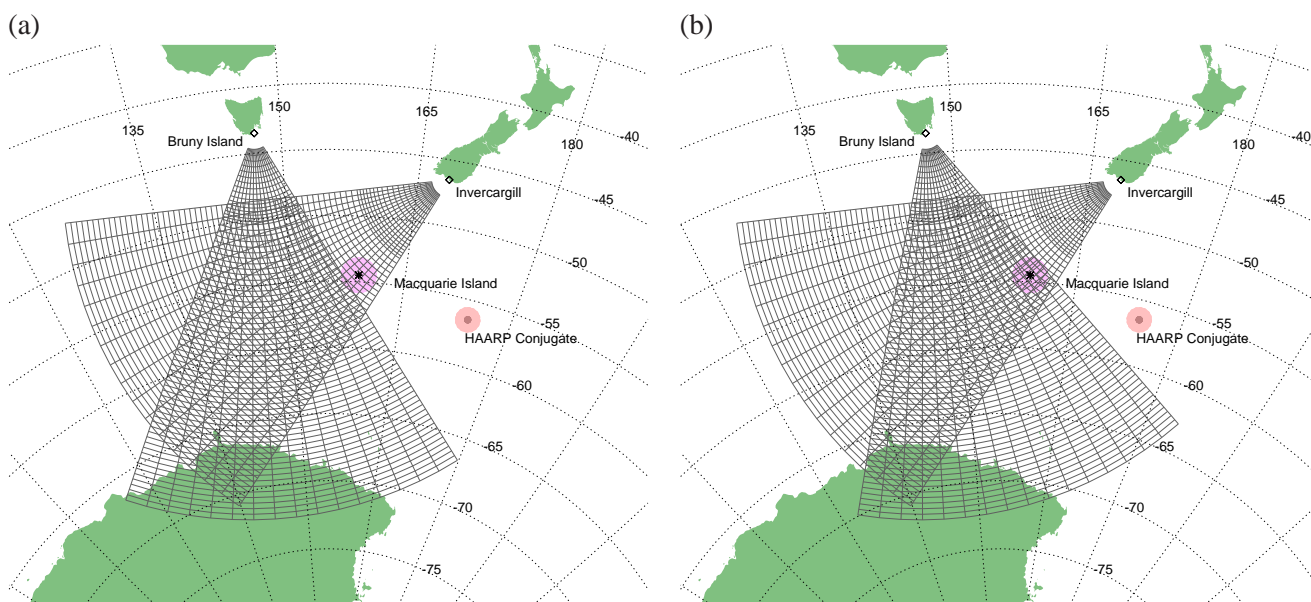 (a)
(b)
150
165
135
-40
Bruny Island
180
Invercargill
-45
-50
Macquarie Island
-55
HAARP Conjugate
-60
-65
-70
-75
150
165
135
-40
Bruny Island
180
Invercargill
-45
-50
Macquarie Island
-55
HAARP Conjugate
-60
-65
-70
-75